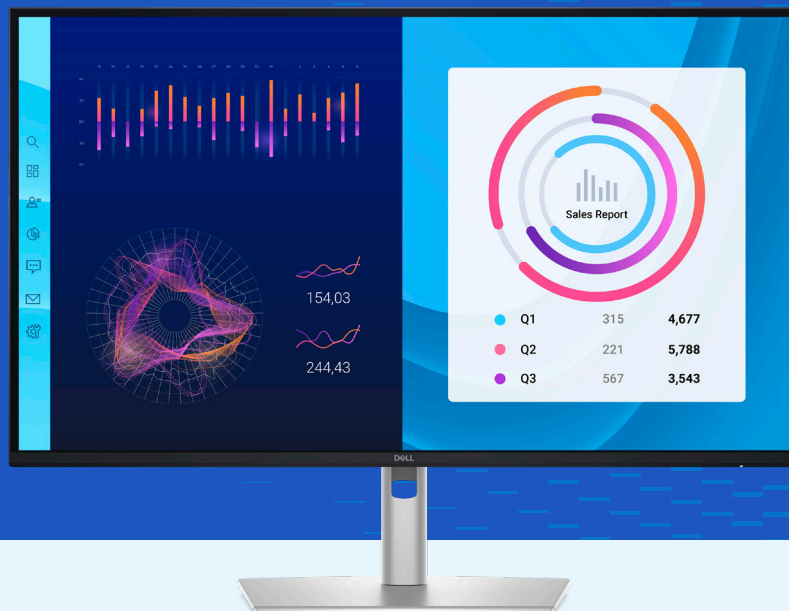 154,03
244,43
Sales Report
Q1 315 4,677
Q2 221 5,788
Q3 567 3,543
DELL